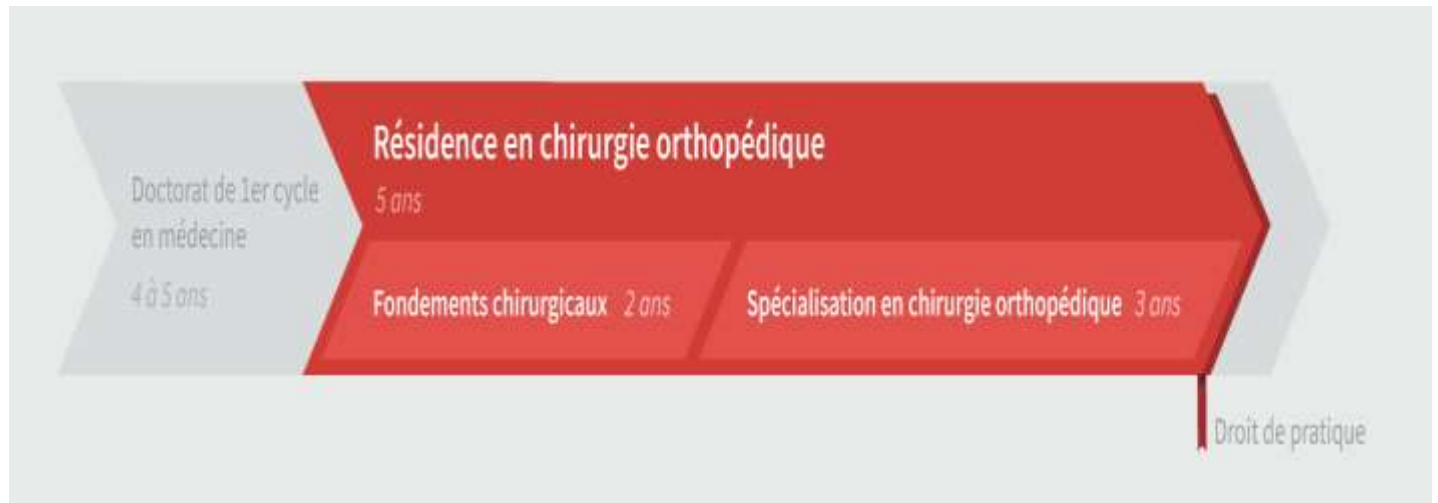 Doctorat de 1er cycle
en médecine
4 à 5 ans
Résidence en chirurgie orthopédique
5 ans
Fondements chirurgicaux 2 ans
Spécialisation en chirurgie orthopédique 3 ans
Droit de pratique